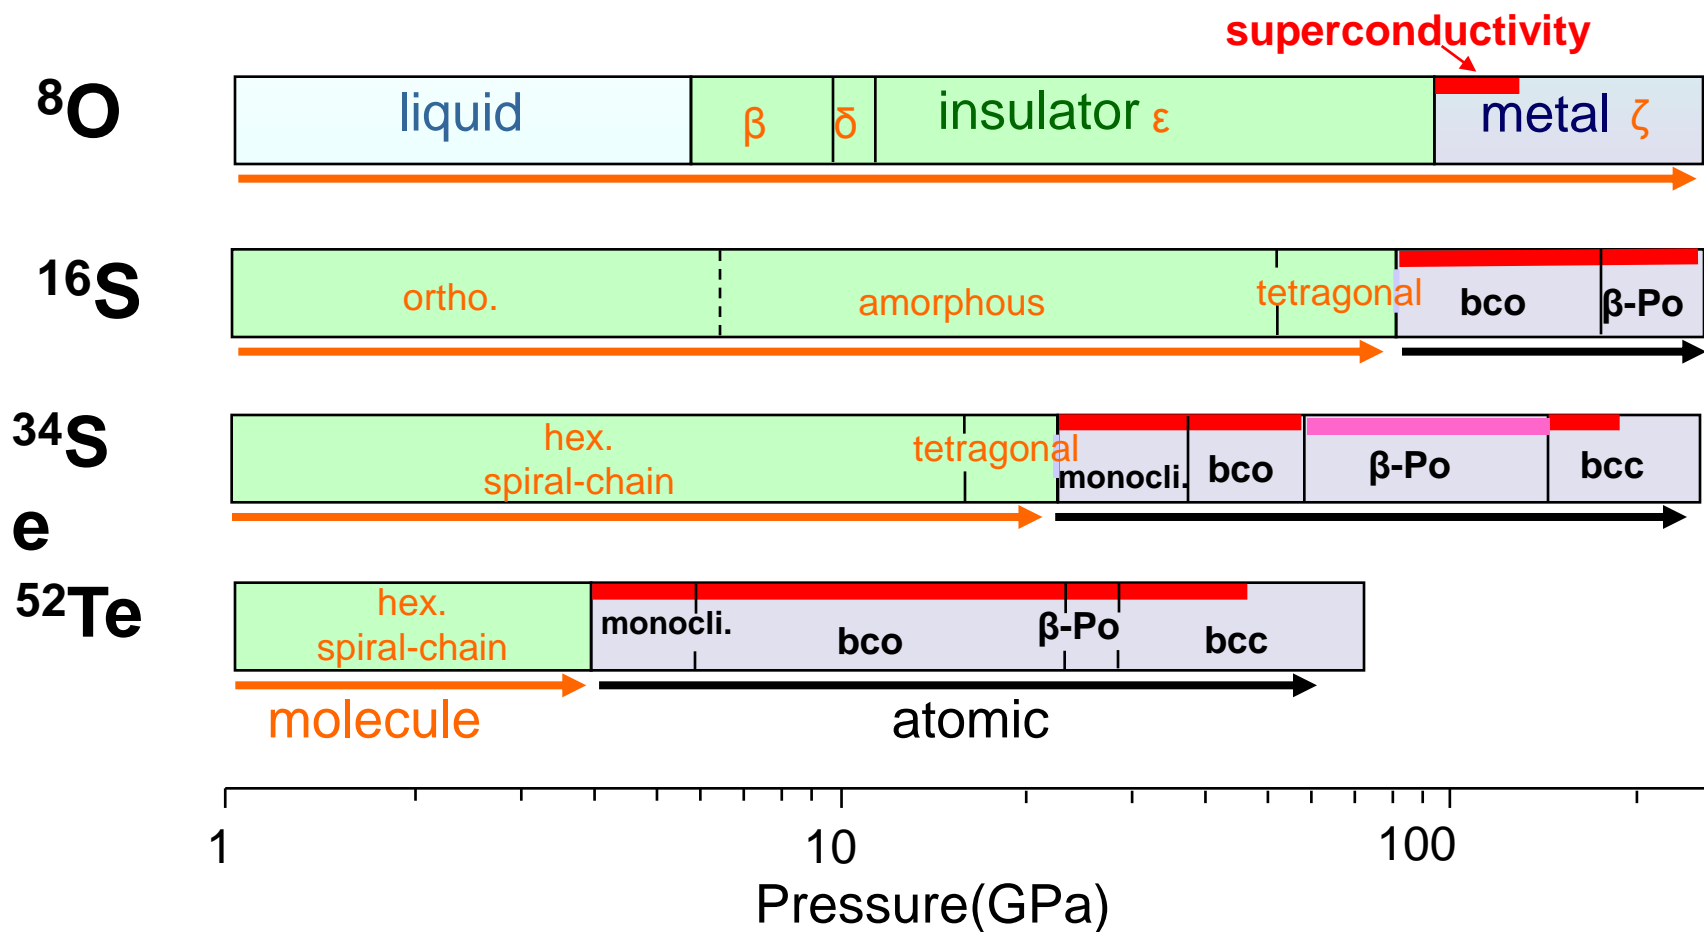 superconductivity
8O
liquid
β
δ
insulator ε
metal ζ
16S
ortho.
amorphous
tetragonal
bco
β-Po
34S
e
hex.
spiral-chain
tetragonal
monocli.
bco
β-Po
bcc
52Te
hex.
spiral-chain
monocli.
bco
β-Po
bcc
molecule
atomic
1
10
100
Pressure(GPa)